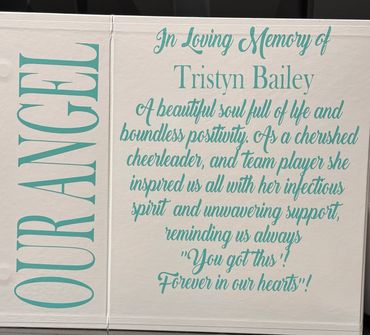 OUR ANGEL
In Loving Memory of
Tristyn Bailey
A beautiful soul full of life and
boundless positivity. As a cherished
cheerleader, and team player she
inspired us all with her infectious
spirit and unwavering support,
reminding us always
"You got this'!
Forever in our hearts"!